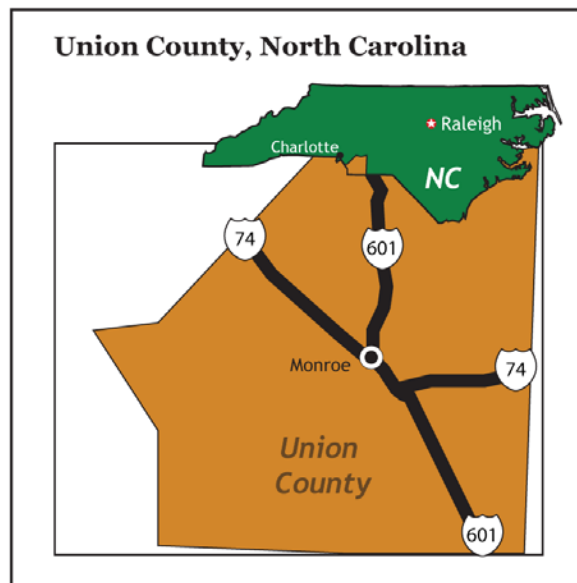 Union County, North Carolina
Raleigh
Charlotte
NC
74
601
Monroe
74
Union
County
601